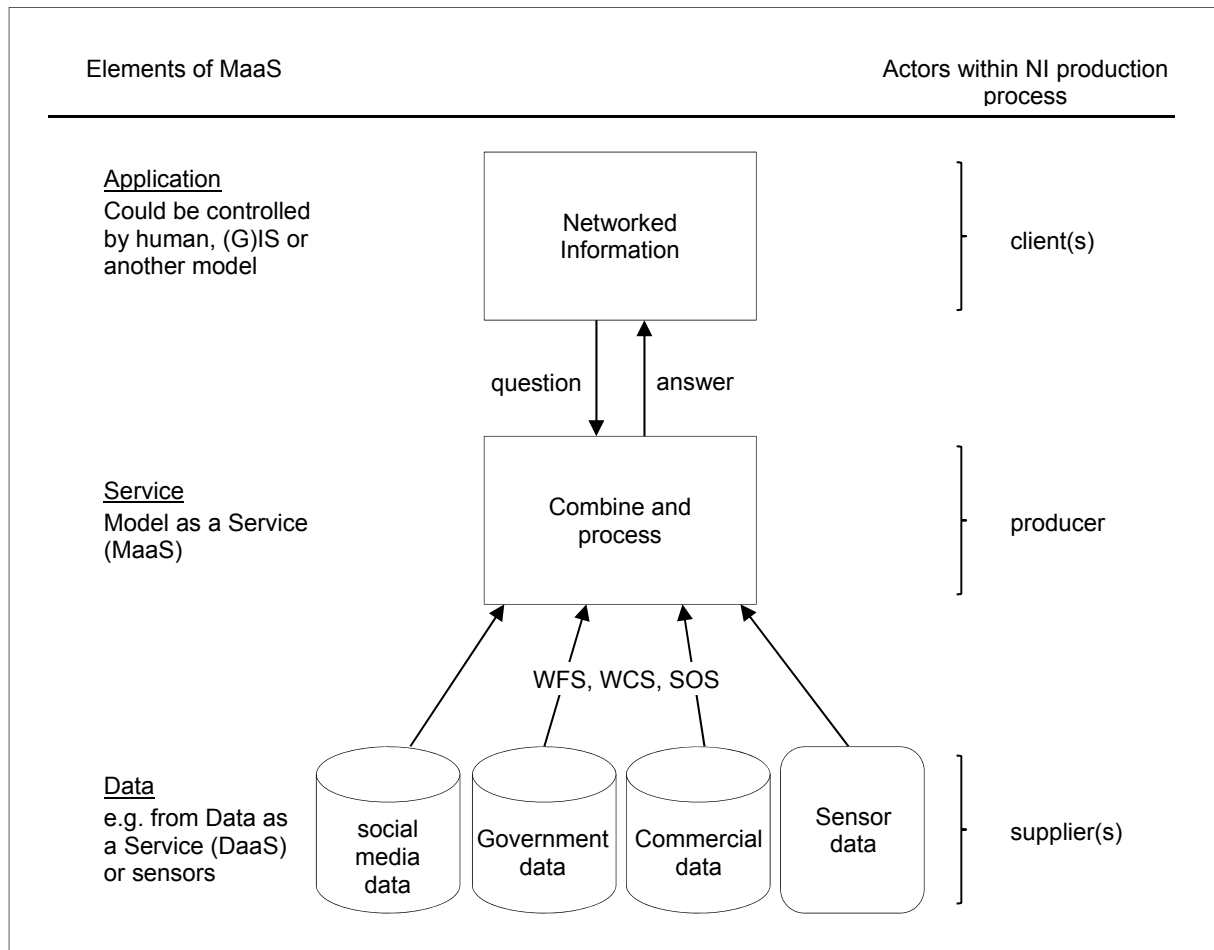 Elements of MaaS
Actors within NI production
process
Application
Could be controlled
by human, (G)IS or
another model
Networked
Information
client(s)
question
answer
Service
Model as a Service
(MaaS)
Combine and
process
producer
WFS, WCS, SOS
Data
e.g. from Data as
a Service (DaaS)
or sensors
social
media
data
Government
data
Commercial
data
Sensor
data
supplier(s)